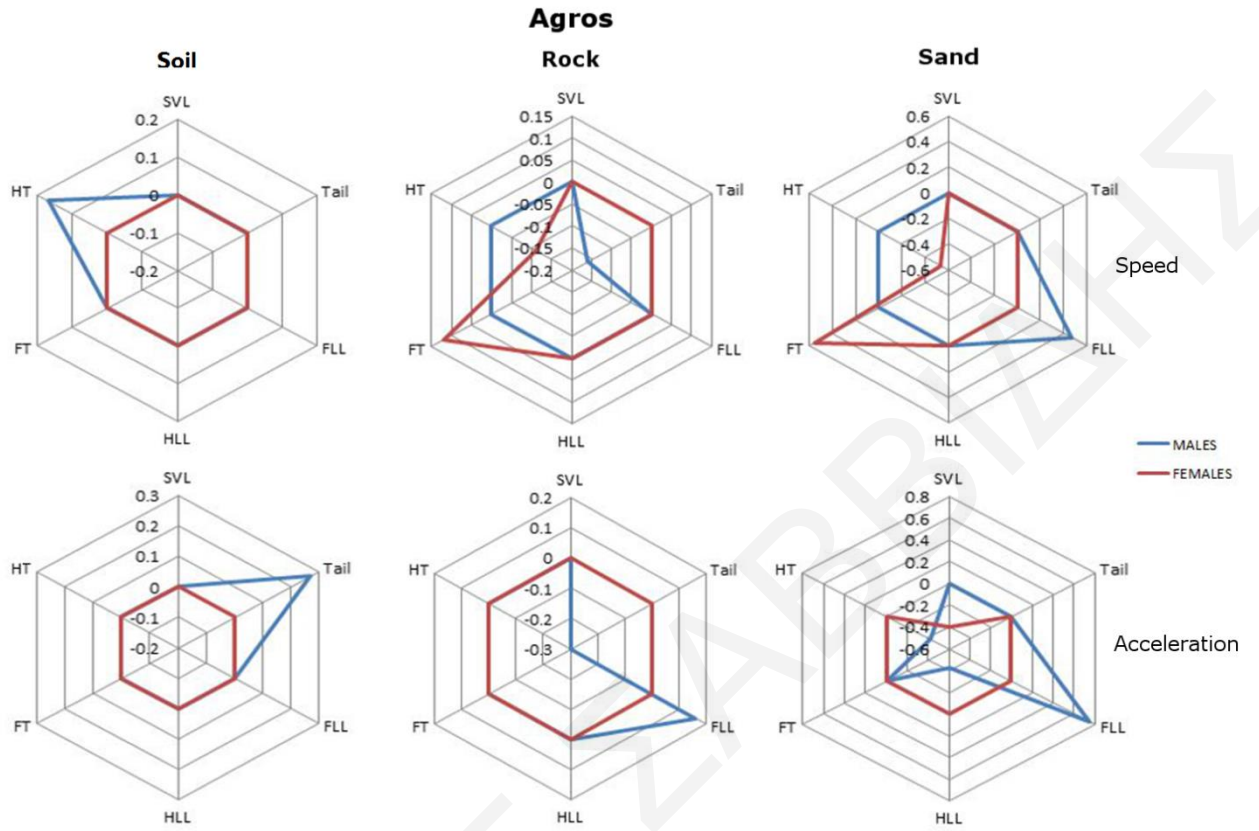 Agros
Soil
Rock
Sand
SVL
0.2
0.1
0
-0.1
-0.2
HT
Tail
FT
FLL
HLL
SVL
0.15
0.1
0.05
0
-0.05
-0.1
-0.15
-0.2
HT
Tail
FT
FLL
HLL
SVL
0.6
0.4
0.2
0
-0.2
-0.4
-0.6
HT
Tail
FT
FLL
HLL
Speed
MALES
FEMALES
SVL
0.3
0.2
0.1
0
-0.1
-0.2
HT
Tail
FT
FLL
HLL
SVL
0.2
0.1
0
-0.1
-0.2
-0.3
HT
Tail
FT
FLL
HLL
SVL
0.8
0.6
0.4
0.2
0
-0.2
-0.4
-0.6
HT
Tail
FT
FLL
HLL
Acceleration
Σ ΣΑΒΒΙΔΗΣ